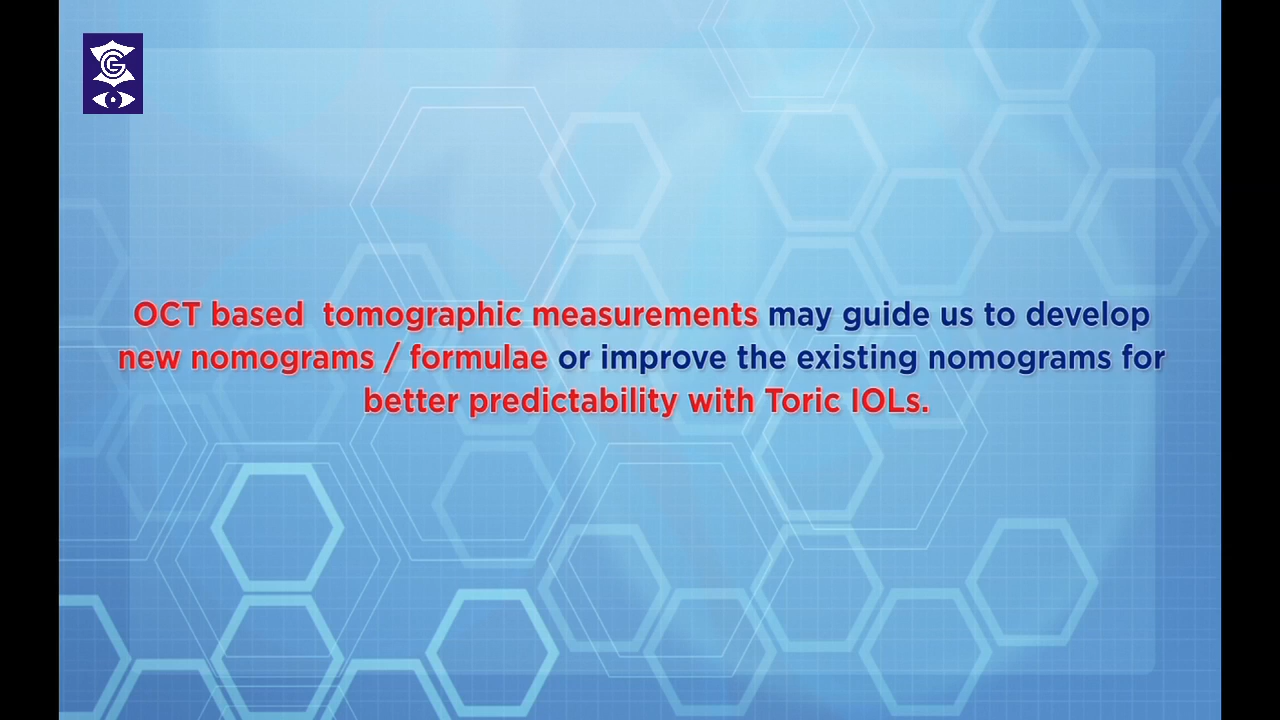 OCT based  tomographic measurements may guide us to develop
new nomograms / formulae or improve the existing nomograms for
better predictability with Toric IOLs.